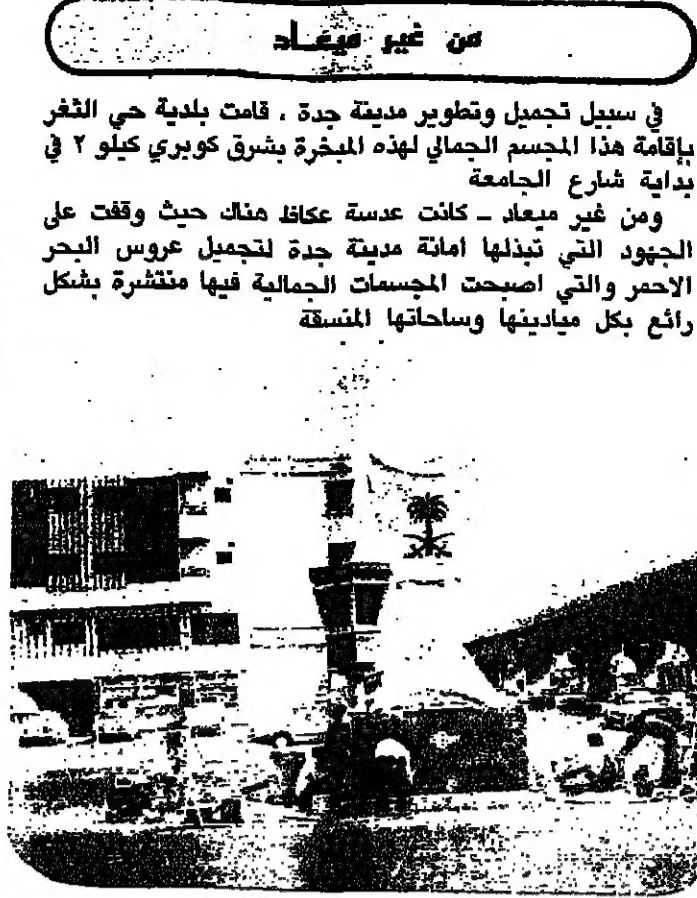 من غير ميعـاد
في سبيل تجميل وتطوير مدينة جدة ، قامت بلدية حي الثغر
بإقامة هذا المجسم الجمالي لهذه المبخرة بشرق كوبري كيلو ٢ في
بداية شارع الجامعة
ومن غير ميعاد ـ كانت عدسة عكاظ هناك حيث وقفت على
الجهود التي تبذلها امانة مدينة جدة لتجميل عروس البحر
الاحمر والتي اصبحت المجسمات الجمالية فيها منتشرة بشكل
رائع بكل ميادينها وساحاتها المنسقة